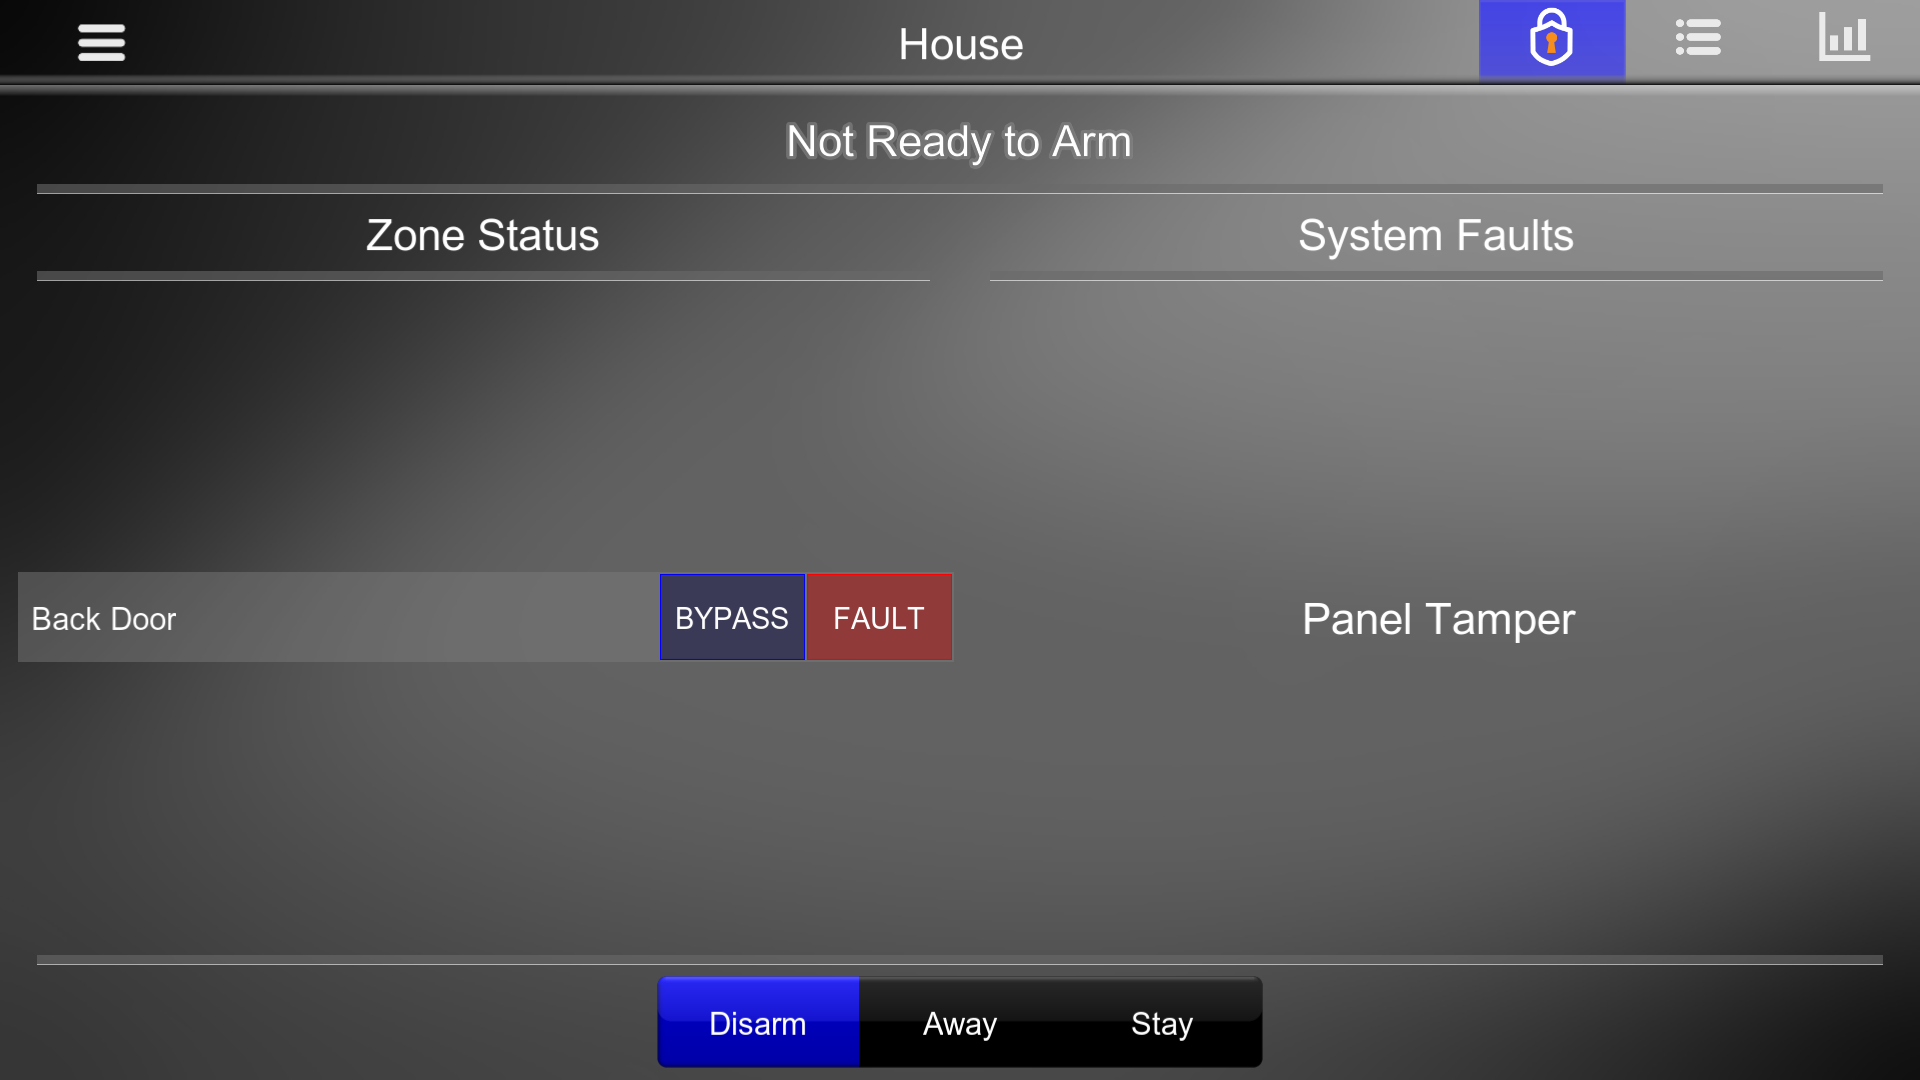 House
Not Ready to Arm
Zone Status
System Faults
Back Door
BYPASS
FAULT
Panel Tamper
Disarm
Away
Stay